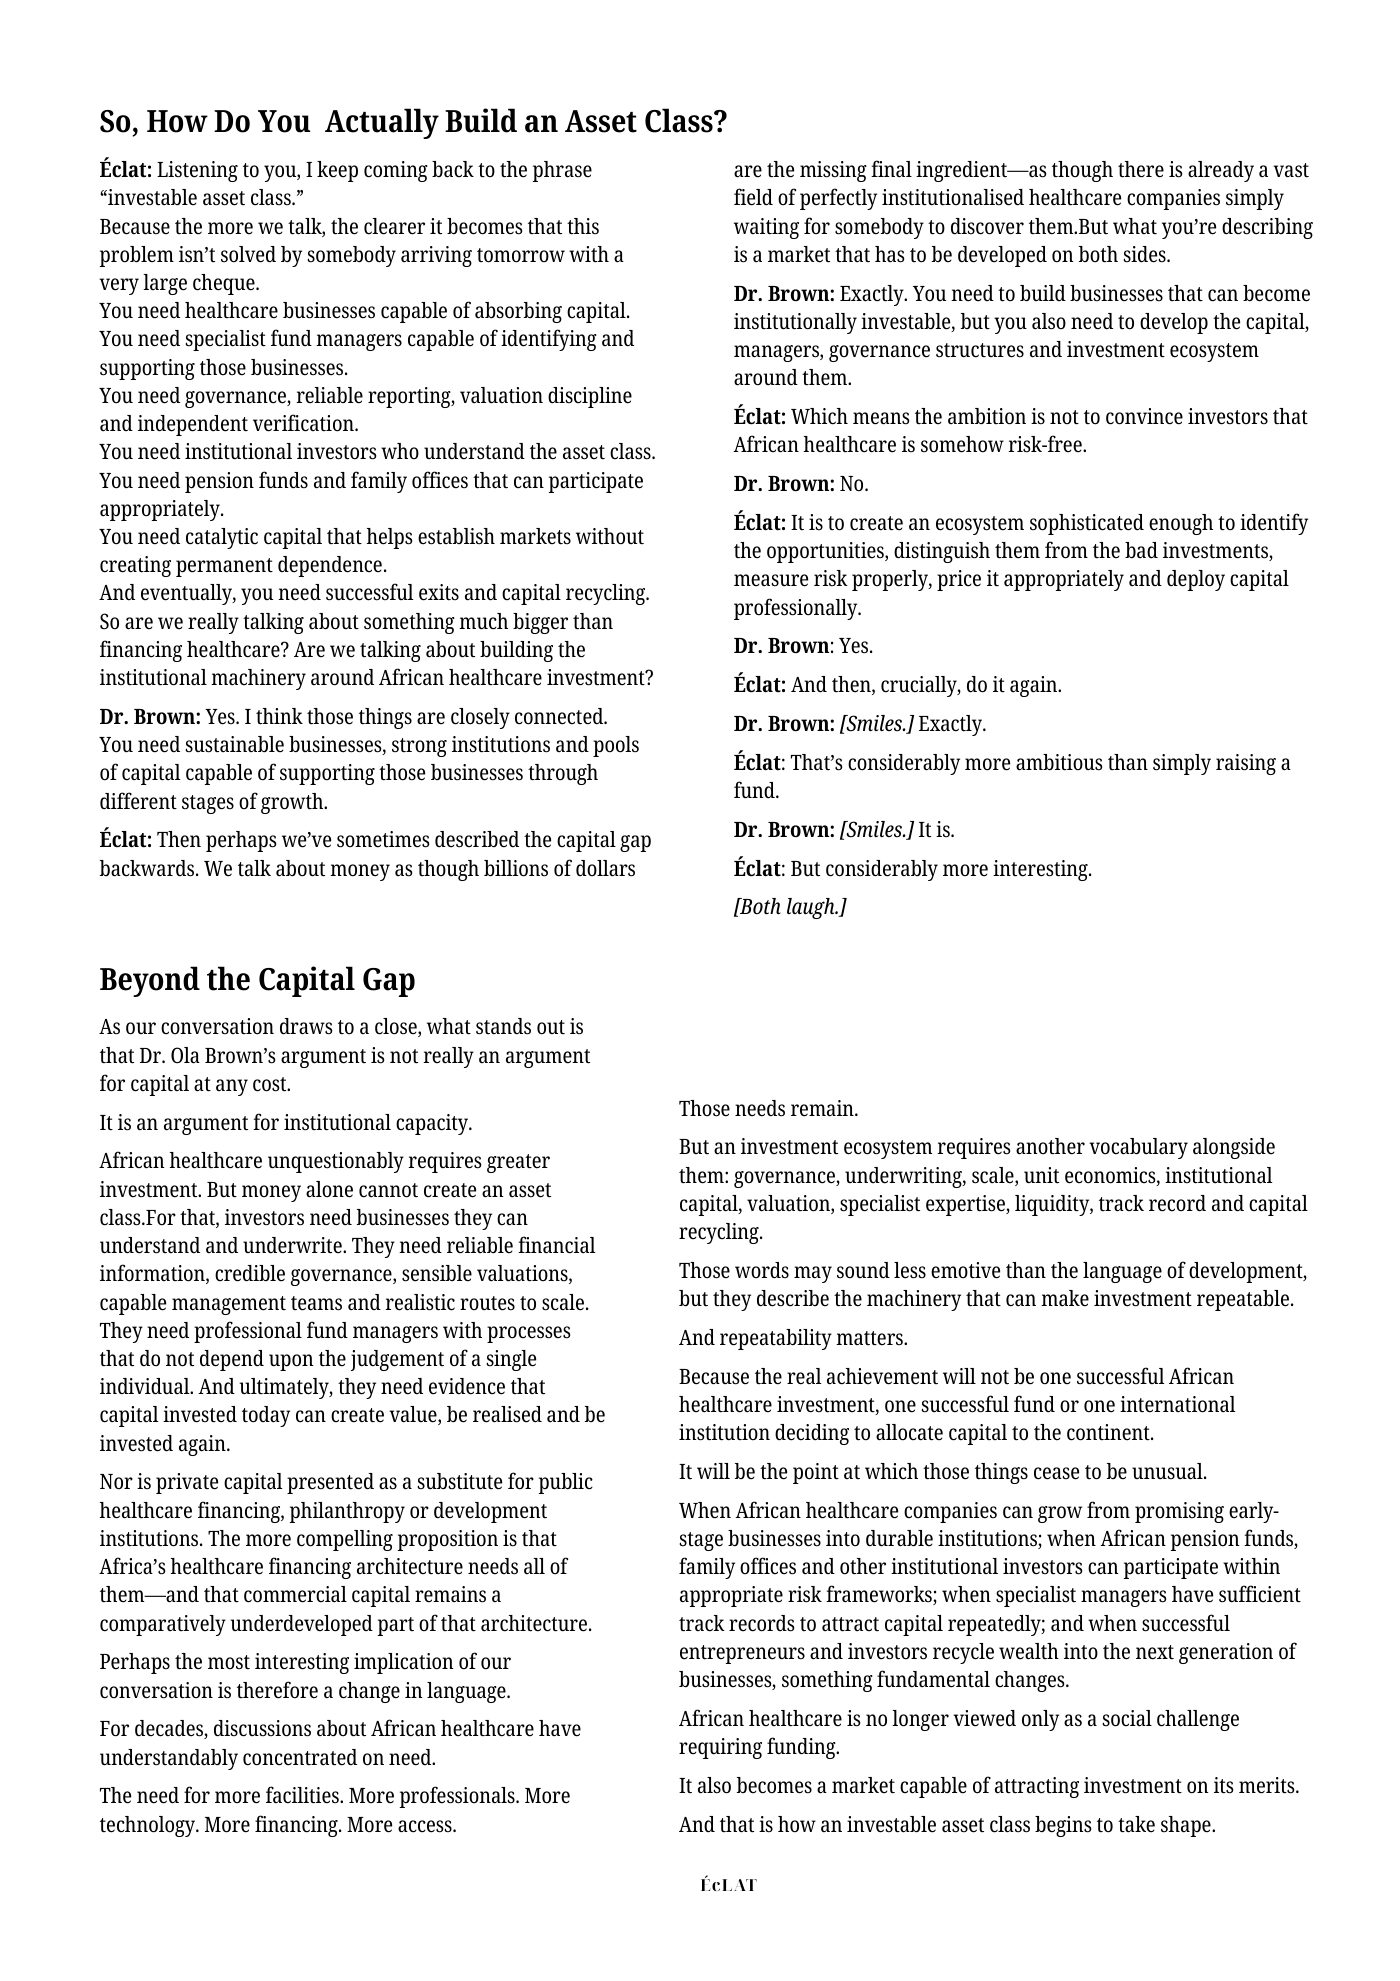 So, How Do You  Actually Build an Asset Class?
Éclat: Listening to you, I keep coming back to the phrase
“investable asset class.”
Because the more we talk, the clearer it becomes that this
problem isn’t solved by somebody arriving tomorrow with a
very large cheque.
You need healthcare businesses capable of absorbing capital.
You need specialist fund managers capable of identifying and
supporting those businesses.
You need governance, reliable reporting, valuation discipline
and independent verification.
You need institutional investors who understand the asset class.
You need pension funds and family offices that can participate
appropriately.
You need catalytic capital that helps establish markets without
creating permanent dependence.
And eventually, you need successful exits and capital recycling.
So are we really talking about something much bigger than
financing healthcare? Are we talking about building the
institutional machinery around African healthcare investment?
Dr. Brown: Yes. I think those things are closely connected.
You need sustainable businesses, strong institutions and pools
of capital capable of supporting those businesses through
different stages of growth.
Éclat: Then perhaps we’ve sometimes described the capital gap
backwards. We talk about money as though billions of dollars
are the missing final ingredient—as though there is already a vast
field of perfectly institutionalised healthcare companies simply
waiting for somebody to discover them.But what you’re describing
is a market that has to be developed on both sides.
Dr. Brown: Exactly. You need to build businesses that can become
institutionally investable, but you also need to develop the capital,
managers, governance structures and investment ecosystem
around them.
Éclat: Which means the ambition is not to convince investors that
African healthcare is somehow risk-free.
Dr. Brown: No.
Éclat: It is to create an ecosystem sophisticated enough to identify
the opportunities, distinguish them from the bad investments,
measure risk properly, price it appropriately and deploy capital
professionally.
Dr. Brown: Yes.
Éclat: And then, crucially, do it again.
Dr. Brown: [Smiles.] Exactly.
Éclat: That’s considerably more ambitious than simply raising a
fund.
Dr. Brown: [Smiles.] It is.
Éclat: But considerably more interesting.
[Both laugh.]
Beyond the Capital Gap
As our conversation draws to a close, what stands out is
that Dr. Ola Brown’s argument is not really an argument
for capital at any cost.
It is an argument for institutional capacity.
African healthcare unquestionably requires greater
investment. But money alone cannot create an asset
class.For that, investors need businesses they can
understand and underwrite. They need reliable financial
information, credible governance, sensible valuations,
capable management teams and realistic routes to scale.
They need professional fund managers with processes
that do not depend upon the judgement of a single
individual. And ultimately, they need evidence that
capital invested today can create value, be realised and be
invested again.
Nor is private capital presented as a substitute for public
healthcare financing, philanthropy or development
institutions. The more compelling proposition is that
Africa’s healthcare financing architecture needs all of
them—and that commercial capital remains a
comparatively underdeveloped part of that architecture.
Perhaps the most interesting implication of our
conversation is therefore a change in language.
For decades, discussions about African healthcare have
understandably concentrated on need.
The need for more facilities. More professionals. More
technology. More financing. More access.
Those needs remain.
But an investment ecosystem requires another vocabulary alongside
them: governance, underwriting, scale, unit economics, institutional
capital, valuation, specialist expertise, liquidity, track record and capital
recycling.
Those words may sound less emotive than the language of development,
but they describe the machinery that can make investment repeatable.
And repeatability matters.
Because the real achievement will not be one successful African
healthcare investment, one successful fund or one international
institution deciding to allocate capital to the continent.
It will be the point at which those things cease to be unusual.
When African healthcare companies can grow from promising early-
stage businesses into durable institutions; when African pension funds,
family offices and other institutional investors can participate within
appropriate risk frameworks; when specialist managers have sufficient
track records to attract capital repeatedly; and when successful
entrepreneurs and investors recycle wealth into the next generation of
businesses, something fundamental changes.
African healthcare is no longer viewed only as a social challenge
requiring funding.
It also becomes a market capable of attracting investment on its merits.
And that is how an investable asset class begins to take shape.
ÉcLAT